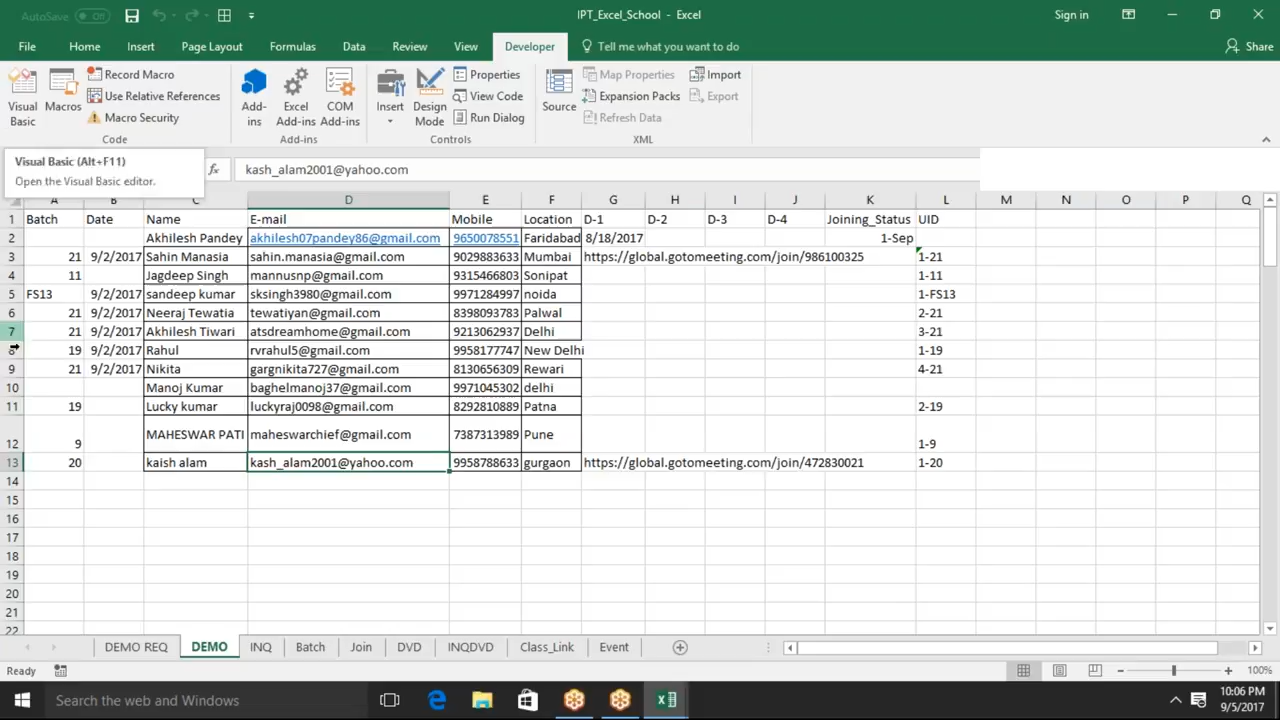 AutoSave Off IPT_Excel_School - Excel Sign in
File Home Insert Page Layout Formulas Data Review View Developer Tell me what you want to do Share
Visual Basic Macros Record Macro Use Relative References Macro Security Code
Add-ins Excel Add-ins COM Add-ins Add-ins
Insert Design Mode Properties View Code Run Dialog Controls
Source Map Properties Expansion Packs Refresh Data Import Export XML
Visual Basic (Alt+F11)
Open the Visual Basic editor.
fx kash_alam2001@yahoo.com
A B C D E F G H I J K L M N O P Q
1 Batch Date Name E-mail Mobile Location D-1 D-2 D-3 D-4 Joining_Status UID
2 Akhilesh Pandey akhilesh07pandey86@gmail.com 9650078551 Faridabad 8/18/2017 1-Sep
3 21 9/2/2017 Sahin Manasia sahin.manasia@gmail.com 9029883633 Mumbai https://global.gotomeeting.com/join/986100325 1-21
4 11 Jagdeep Singh mannusnp@gmail.com 9315466803 Sonipat 1-11
5 FS13 9/2/2017 sandeep kumar sksingh3980@gmail.com 9971284997 noida 1-FS13
6 21 9/2/2017 Neeraj Tewatia tewatiyan@gmail.com 8398093783 Palwal 2-21
7 21 9/2/2017 Akhilesh Tiwari atsdreamhome@gmail.com 9213062937 Delhi 3-21
8 19 9/2/2017 Rahul rvrahul5@gmail.com 9958177747 New Delhi 1-19
9 21 9/2/2017 Nikita gargnikita727@gmail.com 8130656309 Rewari 4-21
10 Manoj Kumar baghelmanoj37@gmail.com 9971045302 delhi
11 19 Lucky kumar luckyraj0098@gmail.com 8292810889 Patna 2-19
12 9 MAHESWAR PATI maheswarchief@gmail.com 7387313989 Pune 1-9
13 20 kaish alam kash_alam2001@yahoo.com 9958788633 gurgaon https://global.gotomeeting.com/join/472830021 1-20
14
15
16
17
18
19
20
21
22
DEMO REQ DEMO INQ Batch Join DVD INQDVD Class_Link Event
Ready 100%
Search the web and Windows 10:06 PM
9/5/2017